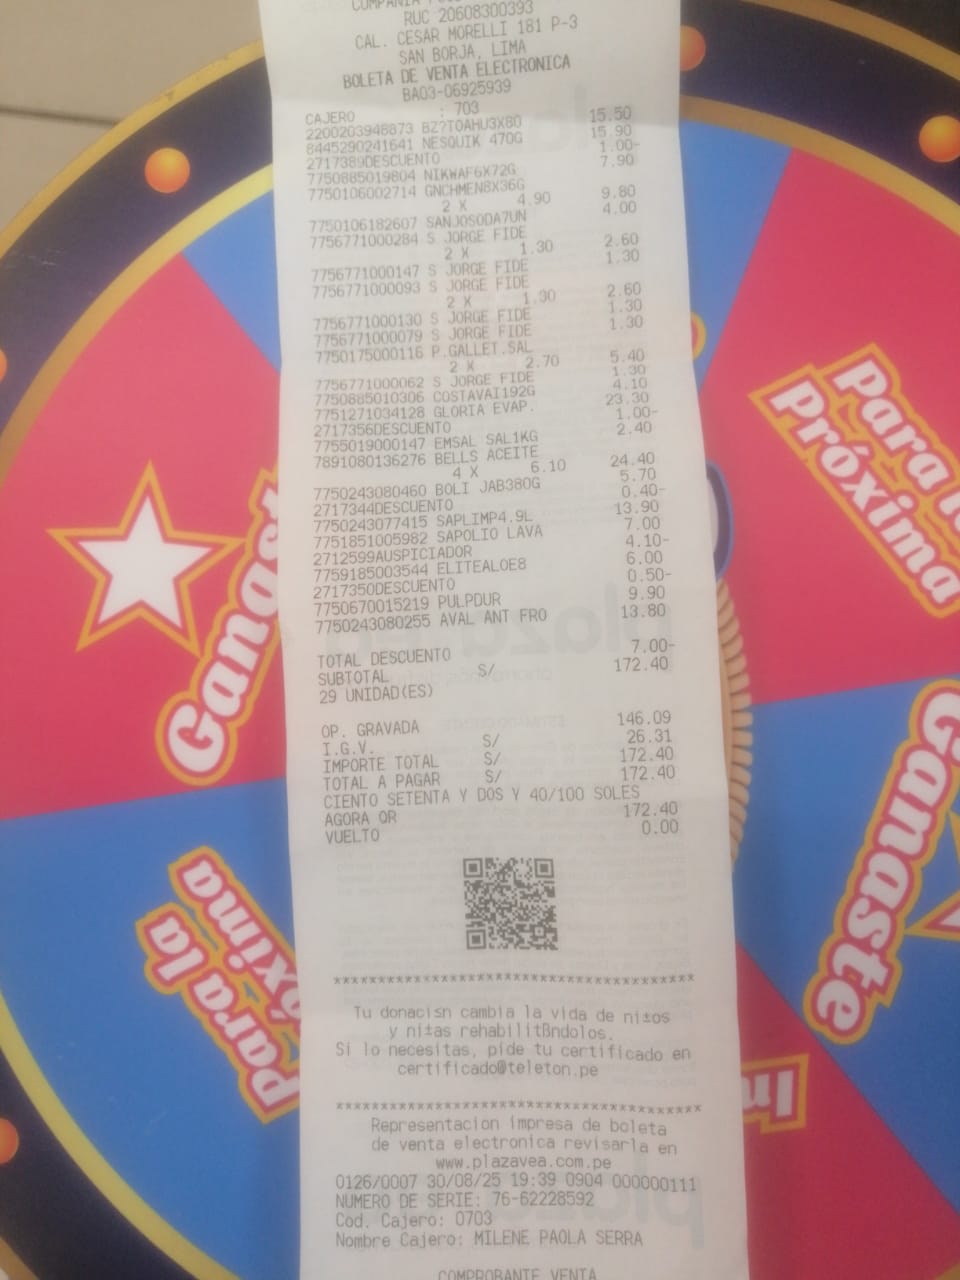 RUC 20608300393
CAL. CESAR MORELLI 181 P-3
SAN BORJA, LIMA
BOLETA DE VENTA ELECTRONICA
BA03-06925939
CAJERO : 703
2200203948873 BZ?TOAHU3X80 15.50
8445290241641 NESQUIK 470G 15.90
2717389DESCUENTO 1.00-
7750885019804 NIKWAF6X72G 7.90
7750106002714 GNCHMEN8X36G
2 X 4.90 9.80
7750106182607 SANJOSODA7UN 4.00
7756771000284 S JORGE FIDE
2 X 1.30 2.60
7756771000147 S JORGE FIDE 1.30
7756771000093 S JORGE FIDE
2 X 1.30 2.60
7756771000130 S JORGE FIDE 1.30
7756771000079 S JORGE FIDE 1.30
7750175000116 P.GALLET.SAL
2 X 2.70 5.40
7756771000062 S JORGE FIDE 1.30
7750885010306 COSTAVAI192G 4.10
7751271034128 GLORIA EVAP. 23.30
2717356DESCUENTO 1.00-
7755019000147 EMSAL SAL1KG 2.40
7891080136276 BELLS ACEITE
4 X 6.10 24.40
7750243080460 BOLI JAB380G 5.70
2717344DESCUENTO 0.40-
7750243077415 SAPLIMP4.9L 13.90
7751851005982 SAPOLIO LAVA 7.00
2712599AUSPICIADOR 4.10-
7759185003544 ELITEALOE8 6.00
2717350DESCUENTO 0.50-
7750670015219 PULPDUR 9.90
7750243080255 AVAL ANT FRO 13.80
TOTAL DESCUENTO 7.00-
SUBTOTAL S/ 172.40
29 UNIDAD(ES)
OP. GRAVADA 146.09
I.G.V. S/ 26.31
IMPORTE TOTAL S/ 172.40
TOTAL A PAGAR S/ 172.40
CIENTO SETENTA Y DOS Y 40/100 SOLES
AGORA QR 172.40
VUELTO 0.00
****************************************
Tu donacisn cambia la vida de ni±os
y ni±as rehabilitßndolos.
Si lo necesitas, pide tu certificado en
certificado@teleton.pe
****************************************
Representacion impresa de boleta
de venta electronica revisarla en
www.plazavea.com.pe
0126/0007 30/08/25 19:39 0904 000000111
NUMERO DE SERIE: 76-62228592
Cod. Cajero: 0703
Nombre Cajero: MILENE PAOLA SERRA
COMPROBANTE VENTA
Ganast
Para la
óxima
Para l
Próxima
Ganaste
In